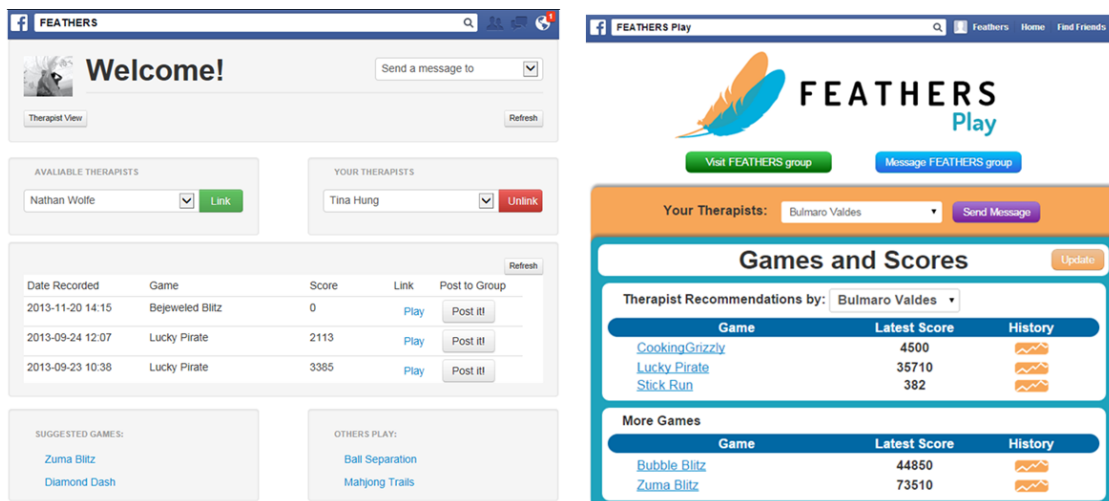 FEATHERS
1
Welcome!
Send a message to
Therapist View
Refresh
AVALIABLE THERAPISTS
Nathan Wolfe
Link
YOUR THERAPISTS
Tina Hung
Unlink
Refresh
Date Recorded Game Score Link Post to Group
2013-11-20 14:15 Bejeweled Blitz 0 Play Post it!
2013-09-24 12:07 Lucky Pirate 2113 Play Post it!
2013-09-23 10:38 Lucky Pirate 3385 Play Post it!
SUGGESTED GAMES:
Zuma Blitz
Diamond Dash
OTHERS PLAY:
Ball Separation
Mahjong Trails
FEATHERS Play
Feathers Home Find Friends
FEATHERS
Play
Visit FEATHERS group
Message FEATHERS group
Your Therapists: Bulmaro Valdes Send Message
Games and Scores
Update
Therapist Recommendations by: Bulmaro Valdes
Game Latest Score History
CookingGrizzly 4500
Lucky Pirate 35710
Stick Run 382
More Games
Game Latest Score History
Bubble Blitz 44850
Zuma Blitz 73510